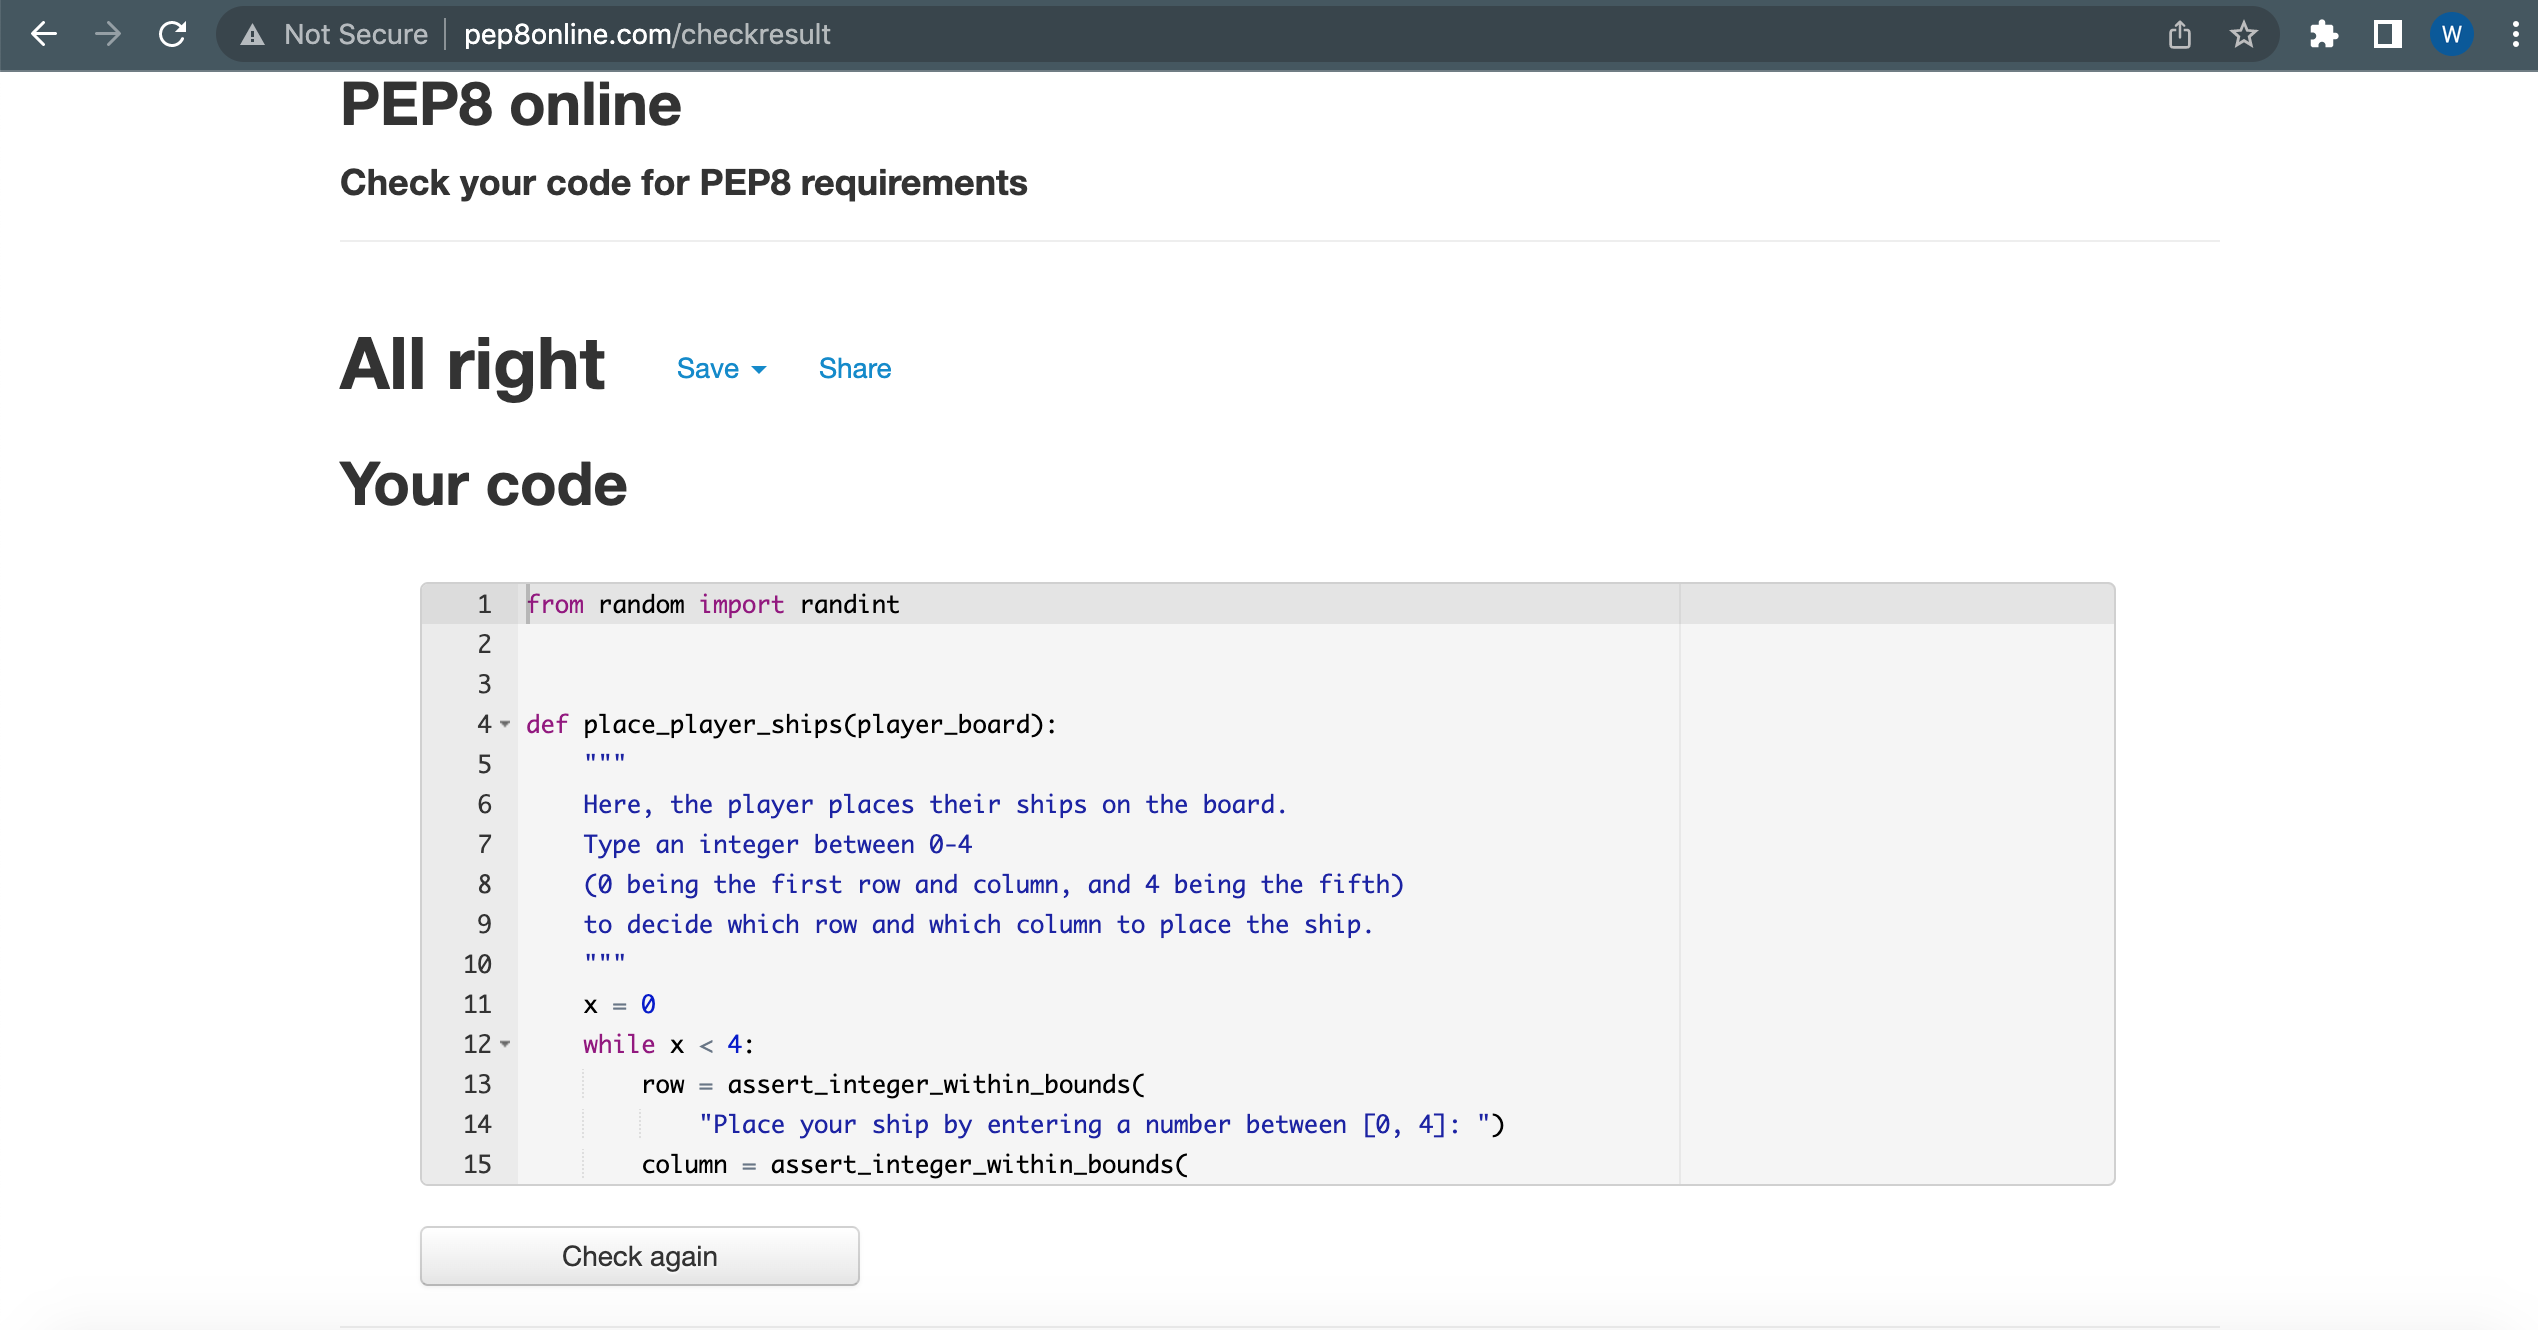 Not Secure | pep8online.com/checkresult W
PEP8 online
Check your code for PEP8 requirements
All right Save Share
Your code
1 from random import randint
2
3
4 def place_player_ships(player_board):
5     """
6     Here, the player places their ships on the board.
7     Type an integer between 0-4
8     (0 being the first row and column, and 4 being the fifth)
9     to decide which row and which column to place the ship.
10     """
11     x = 0
12     while x < 4:
13         row = assert_integer_within_bounds(
14             "Place your ship by entering a number between [0, 4]: ")
15         column = assert_integer_within_bounds(
Check again